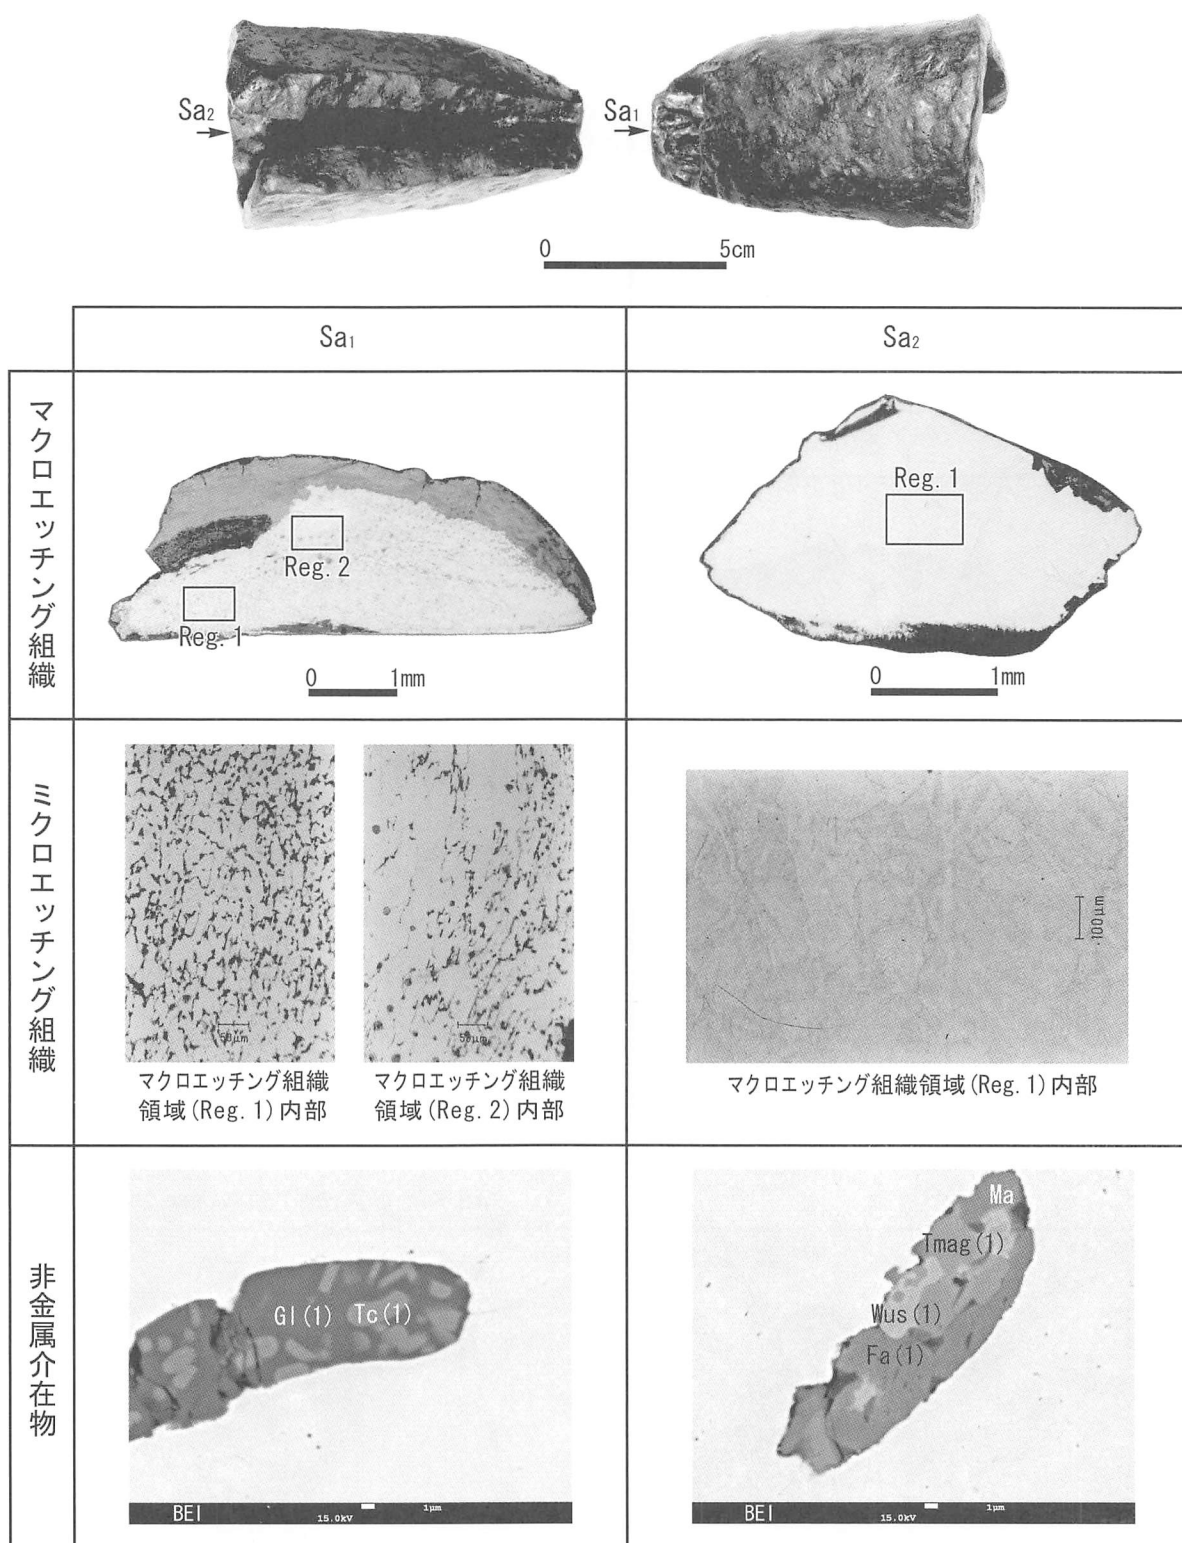 Sa2
Sa1
0 5cm
Sa1 Sa2
マクロエッチング組織
Reg. 2
Reg. 1
0 1mm
Reg. 1
0 1mm
ミクロエッチング組織
50μm
50μm
100μm
マクロエッチング組織
領域(Reg. 1)内部
マクロエッチング組織
領域(Reg. 2)内部
マクロエッチング組織領域(Reg. 1)内部
非金属介在物
Gl(1) Tc(1)
BEI 15.0kV 1μm
Ma
Tmag(1)
Wus(1)
Fa(1)
BEI 15.0kV 1μm